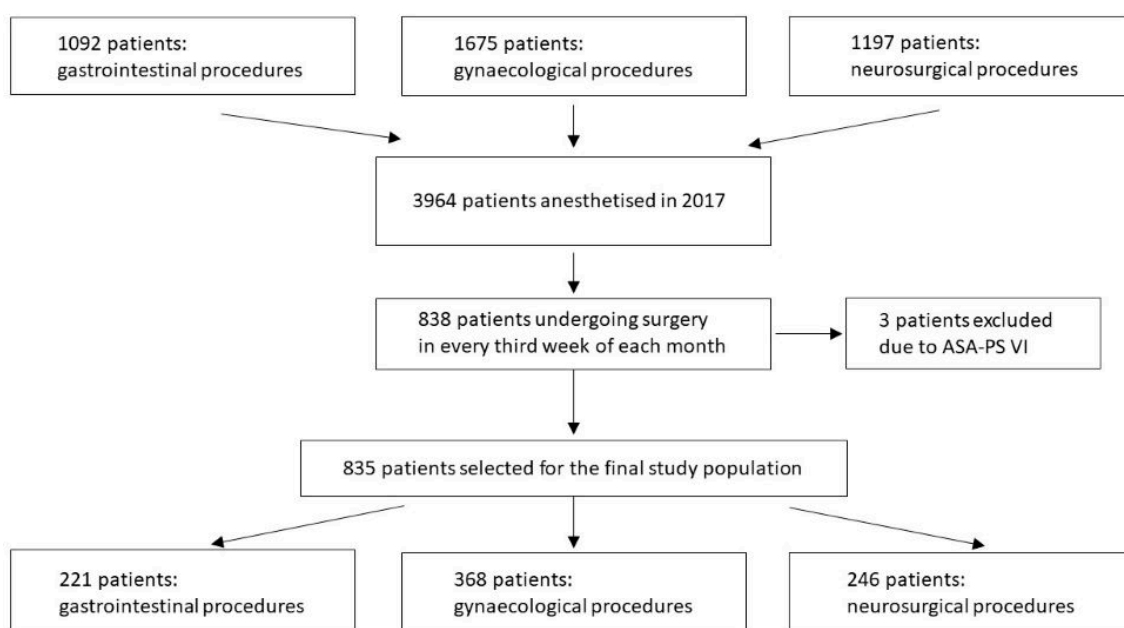 1092 patients:
gastrointestinal procedures
1675 patients:
gynaecological procedures
1197 patients:
neurosurgical procedures
3964 patients anesthetised in 2017
838 patients undergoing surgery
in every third week of each month
3 patients excluded
due to ASA-PS VI
835 patients selected for the final study population
221 patients:
gastrointestinal procedures
368 patients:
gynaecological procedures
246 patients:
neurosurgical procedures